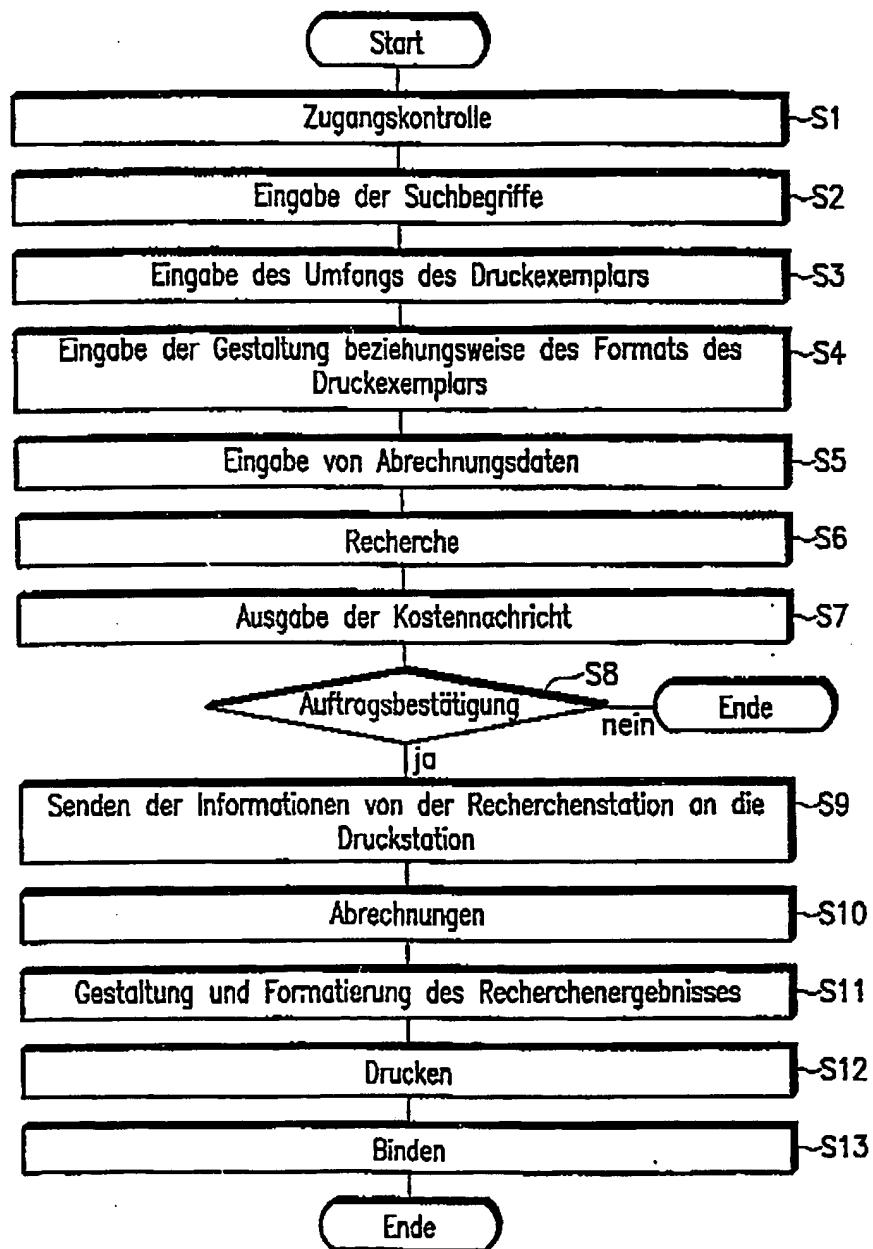 Start
Zugangskontrolle
S1
Eingabe der Suchbegriffe
S2
Eingabe des Umfangs des Druckexemplars
S3
Eingabe der Gestaltung beziehungsweise des Formats des
Druckexemplars
S4
Eingabe von Abrechnungsdaten
S5
Recherche
S6
Ausgabe der Kostennachricht
S7
S8
Auftragsbestätigung
nein
Ende
ja
Senden der Informationen von der Recherchenstation an die
Druckstation
S9
Abrechnungen
S10
Gestaltung und Formatierung des Recherchenergebnisses
S11
Drucken
S12
Binden
S13
Ende